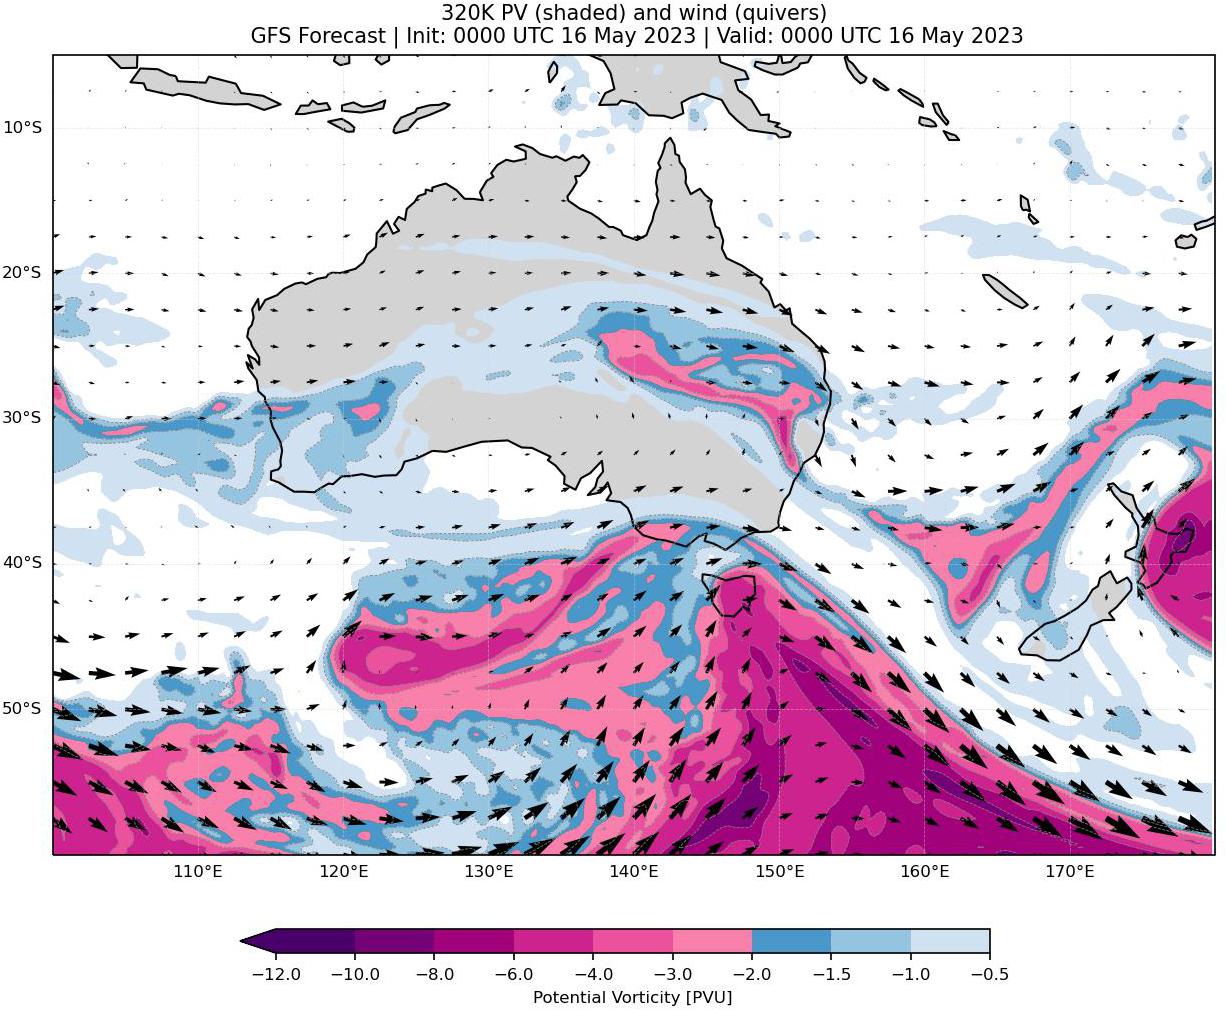 320K PV (shaded) and wind (quivers)
GFS Forecast | Init: 0000 UTC 16 May 2023 | Valid: 0000 UTC 16 May 2023
10°S
20°S
30°S
40°S
50°S
110°E 120°E 130°E 140°E 150°E 160°E 170°E
−12.0 −10.0 −8.0 −6.0 −4.0 −3.0 −2.0 −1.5 −1.0 −0.5
Potential Vorticity [PVU]